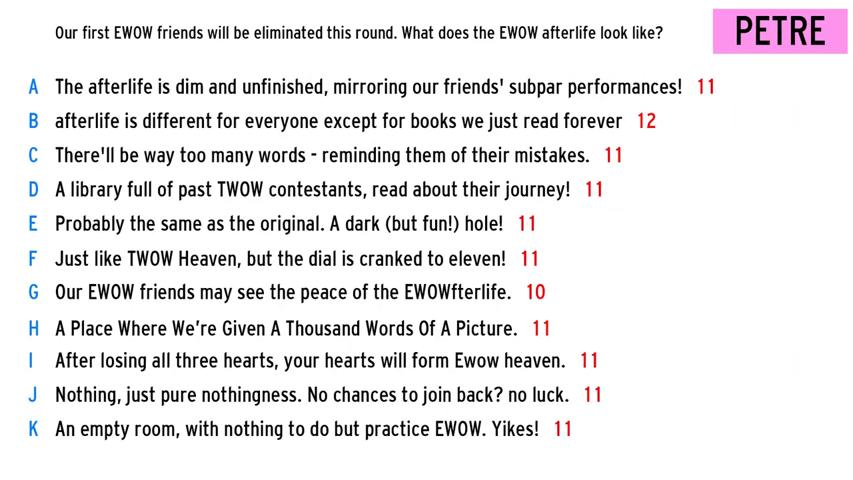 Our first EWOW friends will be eliminated this round. What does the EWOW afterlife look like?
PETRE
A The afterlife is dim and unfinished, mirroring our friends' subpar performances! 11
B afterlife is different for everyone except for books we just read forever 12
C There'll be way too many words - reminding them of their mistakes. 11
D A library full of past TWOW contestants, read about their journey! 11
E Probably the same as the original. A dark (but fun!) hole! 11
F Just like TWOW Heaven, but the dial is cranked to eleven! 11
G Our EWOW friends may see the peace of the EWOWfterlife. 10
H A Place Where We’re Given A Thousand Words Of A Picture. 11
I After losing all three hearts, your hearts will form Ewow heaven. 11
J Nothing, just pure nothingness. No chances to join back? no luck. 11
K An empty room, with nothing to do but practice EWOW. Yikes! 11